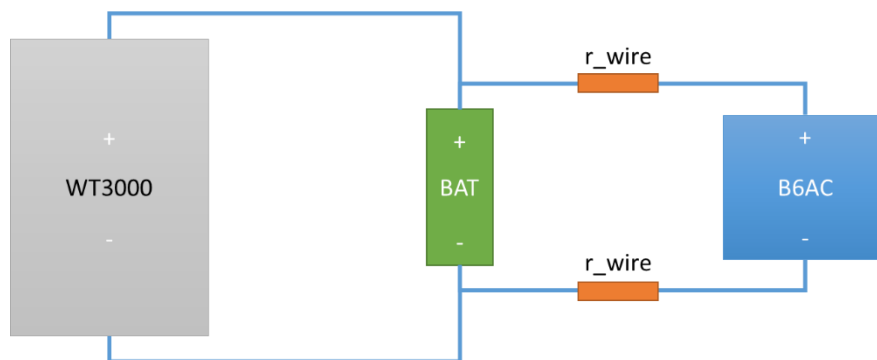 r_wire
+
WT3000
-
+
BAT
-
+
B6AC
-
r_wire